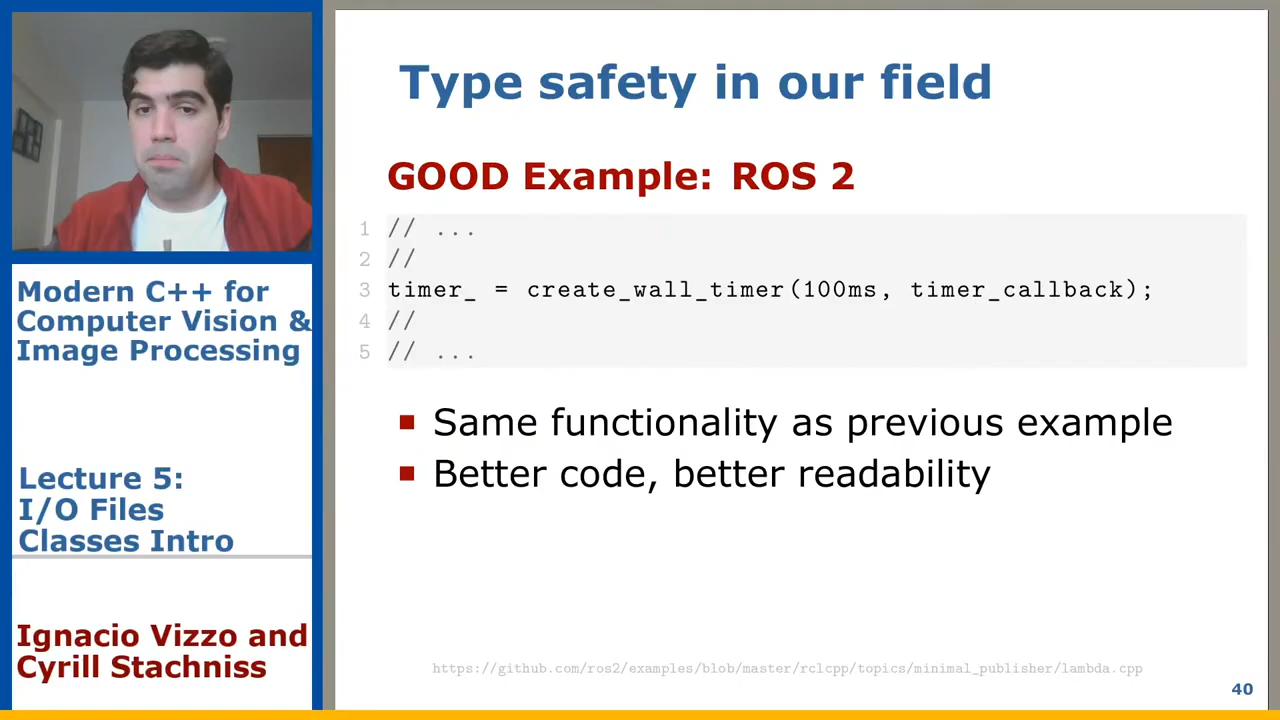 Type safety in our field
GOOD Example: ROS 2
1 // ...
2 //
3 timer_ = create_wall_timer(100ms, timer_callback);
4 //
5 // ...
Same functionality as previous example
Better code, better readability
https://github.com/ros2/examples/blob/master/rclcpp/topics/minimal_publisher/lambda.cpp
40
Modern C++ for
Computer Vision &
Image Processing
Lecture 5:
I/O Files
Classes Intro
Ignacio Vizzo and
Cyrill Stachniss